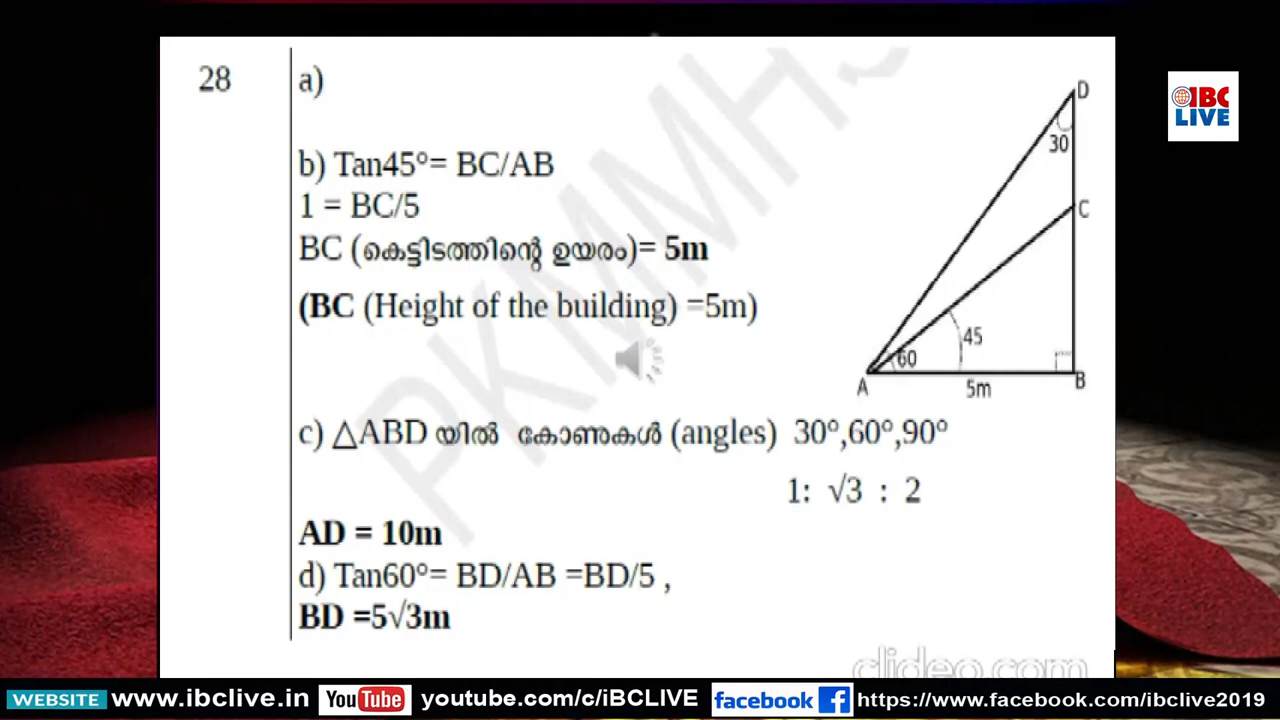 28
a)
b) Tan45°= BC/AB
1 = BC/5
BC (കെട്ടിടത്തിന്റെ ഉയരം)= 5m
(BC (Height of the building) =5m)
c) △ABD യിൽ കോണുകൾ (angles) 30°,60°,90°
1: √3 : 2
AD = 10m
d) Tan60°= BD/AB =BD/5 ,
BD =5√3m
D
30
C
45
60
A
5m
B
PKMMHS
IBC
LIVE
clideo.com
WEBSITE www.ibclive.in YouTube youtube.com/c/iBCLIVE facebook f https://www.facebook.com/ibclive2019